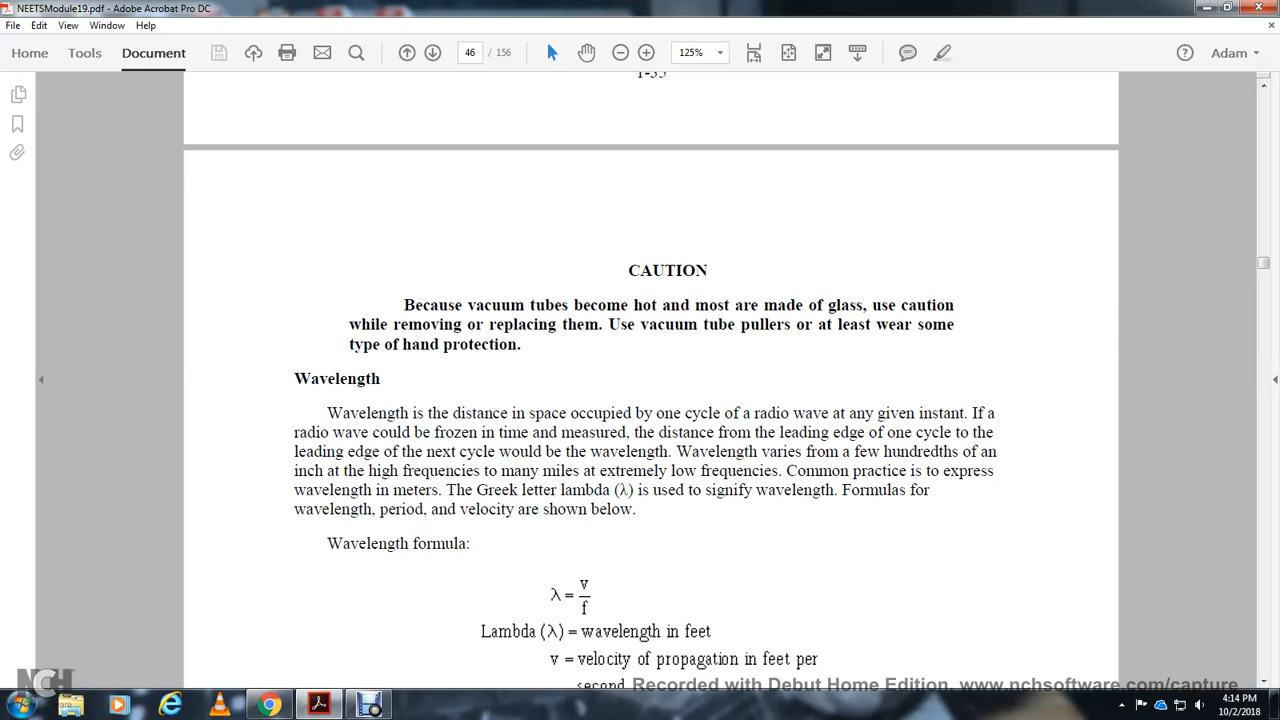 NEETSModule19.pdf - Adobe Acrobat Pro DC
File Edit View Window Help
Home Tools Document 46 / 156 125% Adam
1-35
CAUTION
Because vacuum tubes become hot and most are made of glass, use caution
while removing or replacing them. Use vacuum tube pullers or at least wear some
type of hand protection.
Wavelength
Wavelength is the distance in space occupied by one cycle of a radio wave at any given instant. If a
radio wave could be frozen in time and measured, the distance from the leading edge of one cycle to the
leading edge of the next cycle would be the wavelength. Wavelength varies from a few hundredths of an
inch at the high frequencies to many miles at extremely low frequencies. Common practice is to express
wavelength in meters. The Greek letter lambda (λ) is used to signify wavelength. Formulas for
wavelength, period, and velocity are shown below.
Wavelength formula:
λ = v/f
Lambda (λ) = wavelength in feet
v = velocity of propagation in feet per
second
Recorded with Debut Home Edition. www.nchsoftware.com/capture
NCH
4:14 PM
10/2/2018